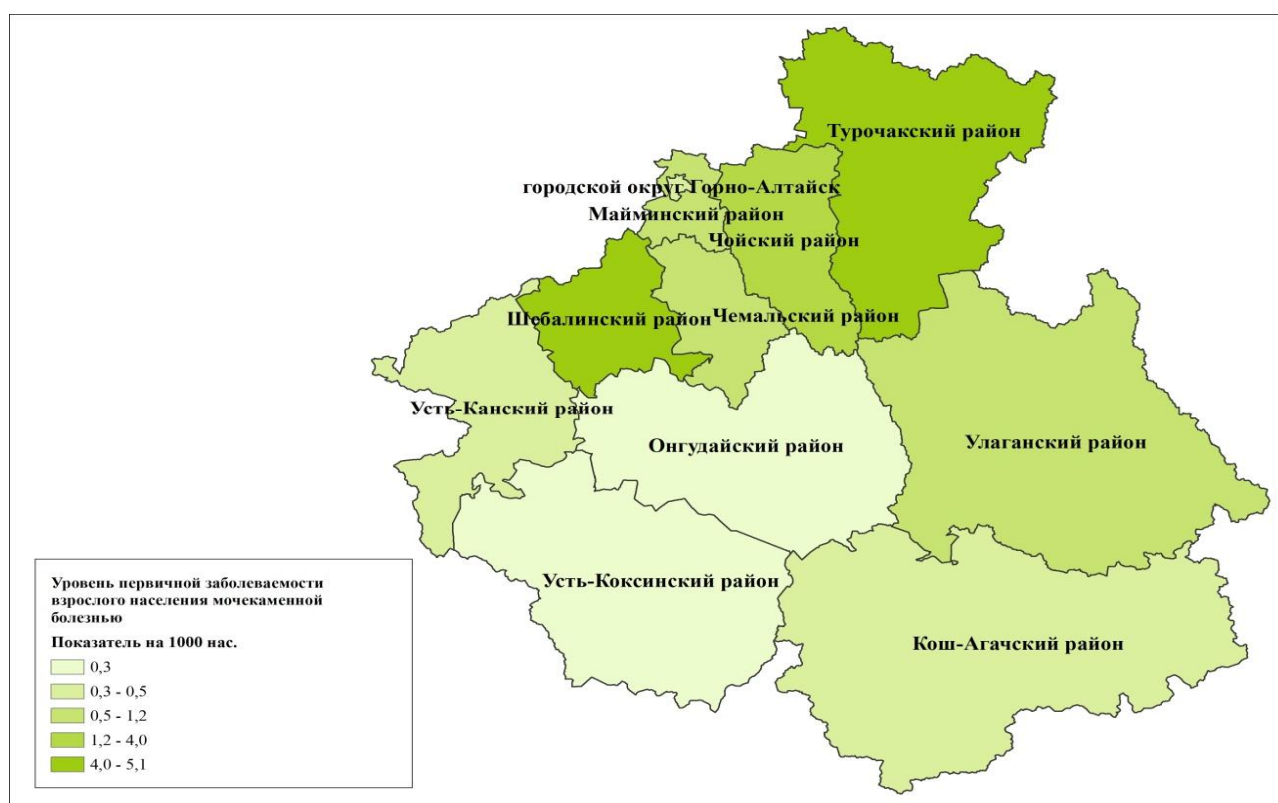 Турочакский район
городской округ Горно-Алтайск
Майминский район
Чойский район
Шебалинский район
Чемальский район
Усть-Канский район
Онгудайский район
Улаганский район
Усть-Коксинский район
Кош-Агачский район
Уровень первичной заболеваемости
взрослого населения мочекаменной
болезнью
Показатель на 1000 нас.
0,3
0,3 - 0,5
0,5 - 1,2
1,2 - 4,0
4,0 - 5,1